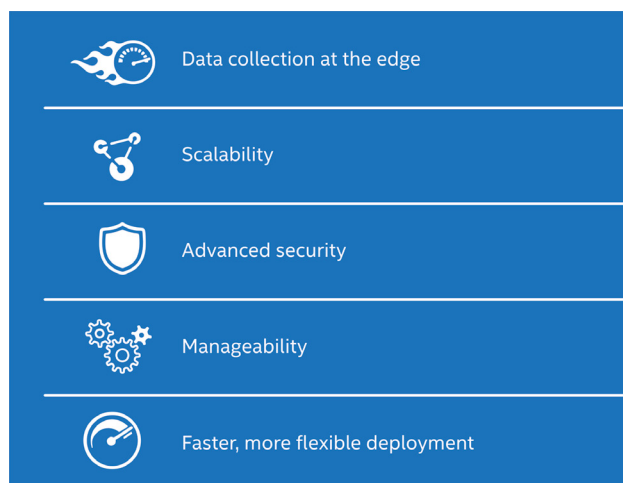 Data collection at the edge
Scalability
Advanced security
Manageability
Faster, more flexible deployment